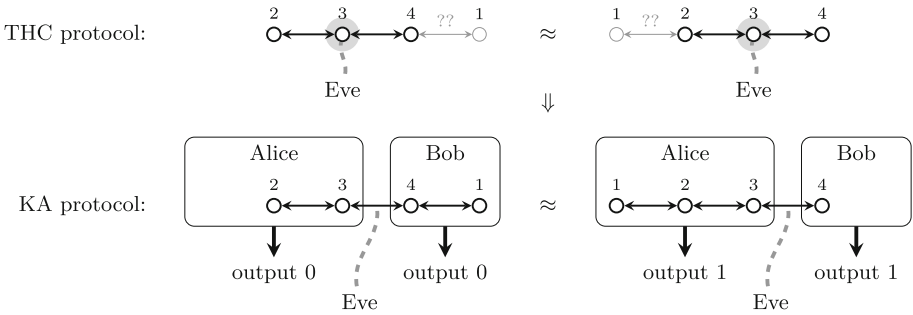 2 3 4 ?? 1 1 ?? 2 3 4
THC protocol: ≈
Eve Eve
⇓
Alice Bob Alice Bob
2 3 4 1 1 2 3 4
KA protocol: ≈
output 0 output 0 output 1 output 1
Eve Eve